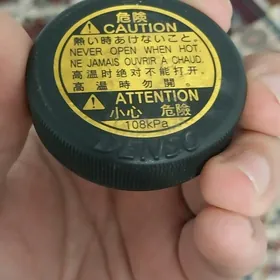 危険
⚠ CAUTION
熱い時あけないこと。
NEVER OPEN WHEN HOT.
NE JAMAIS OUVRIR A CHAUD.
高温时绝对不能打开.
高溫時勿開。
⚠ ATTENTION
小心 危險
108kPa
DENSO